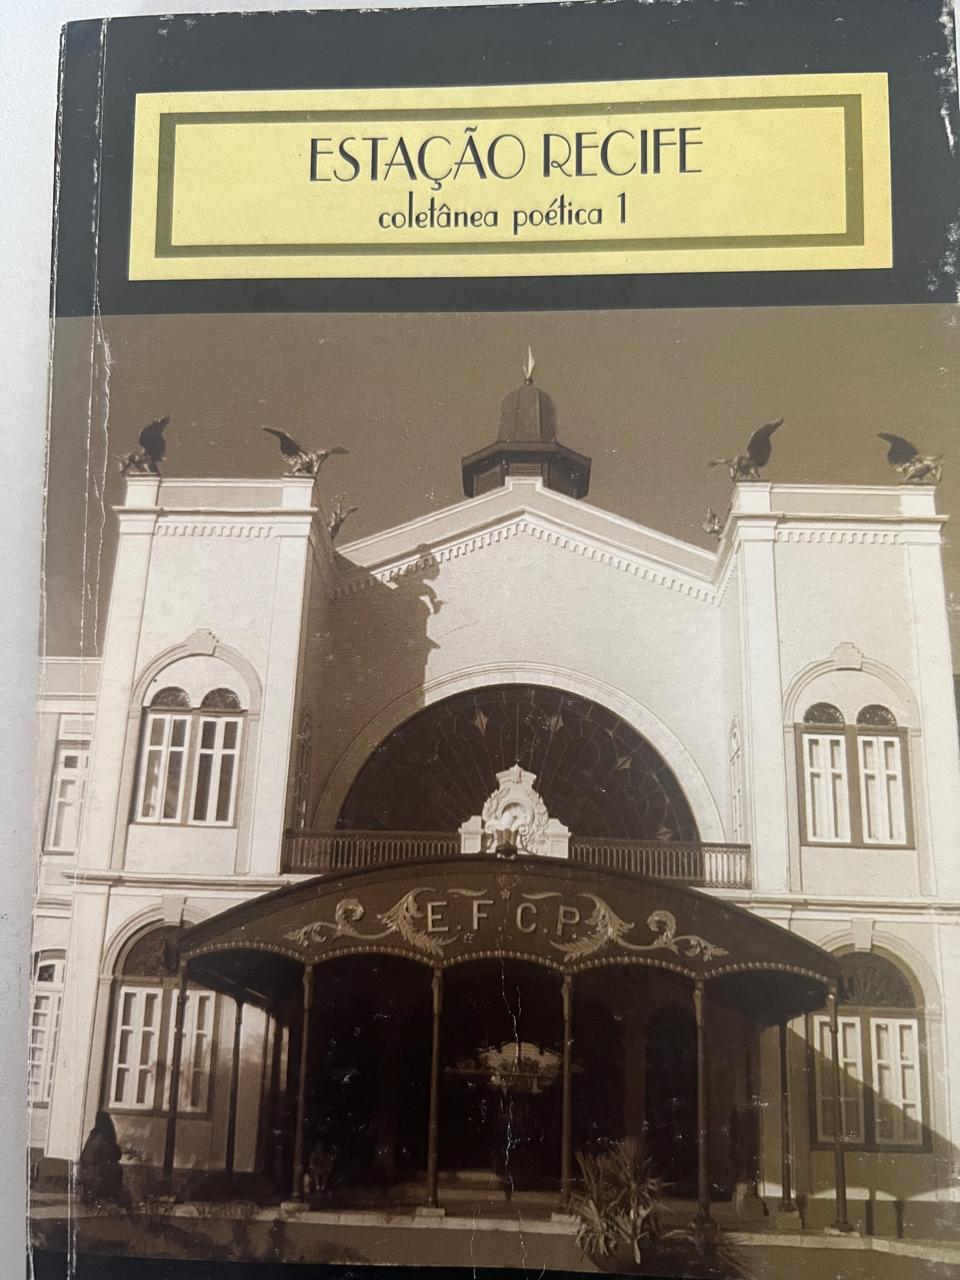 ESTAÇÃO RECIFE
coletânea poética 1
E.F.C.P.